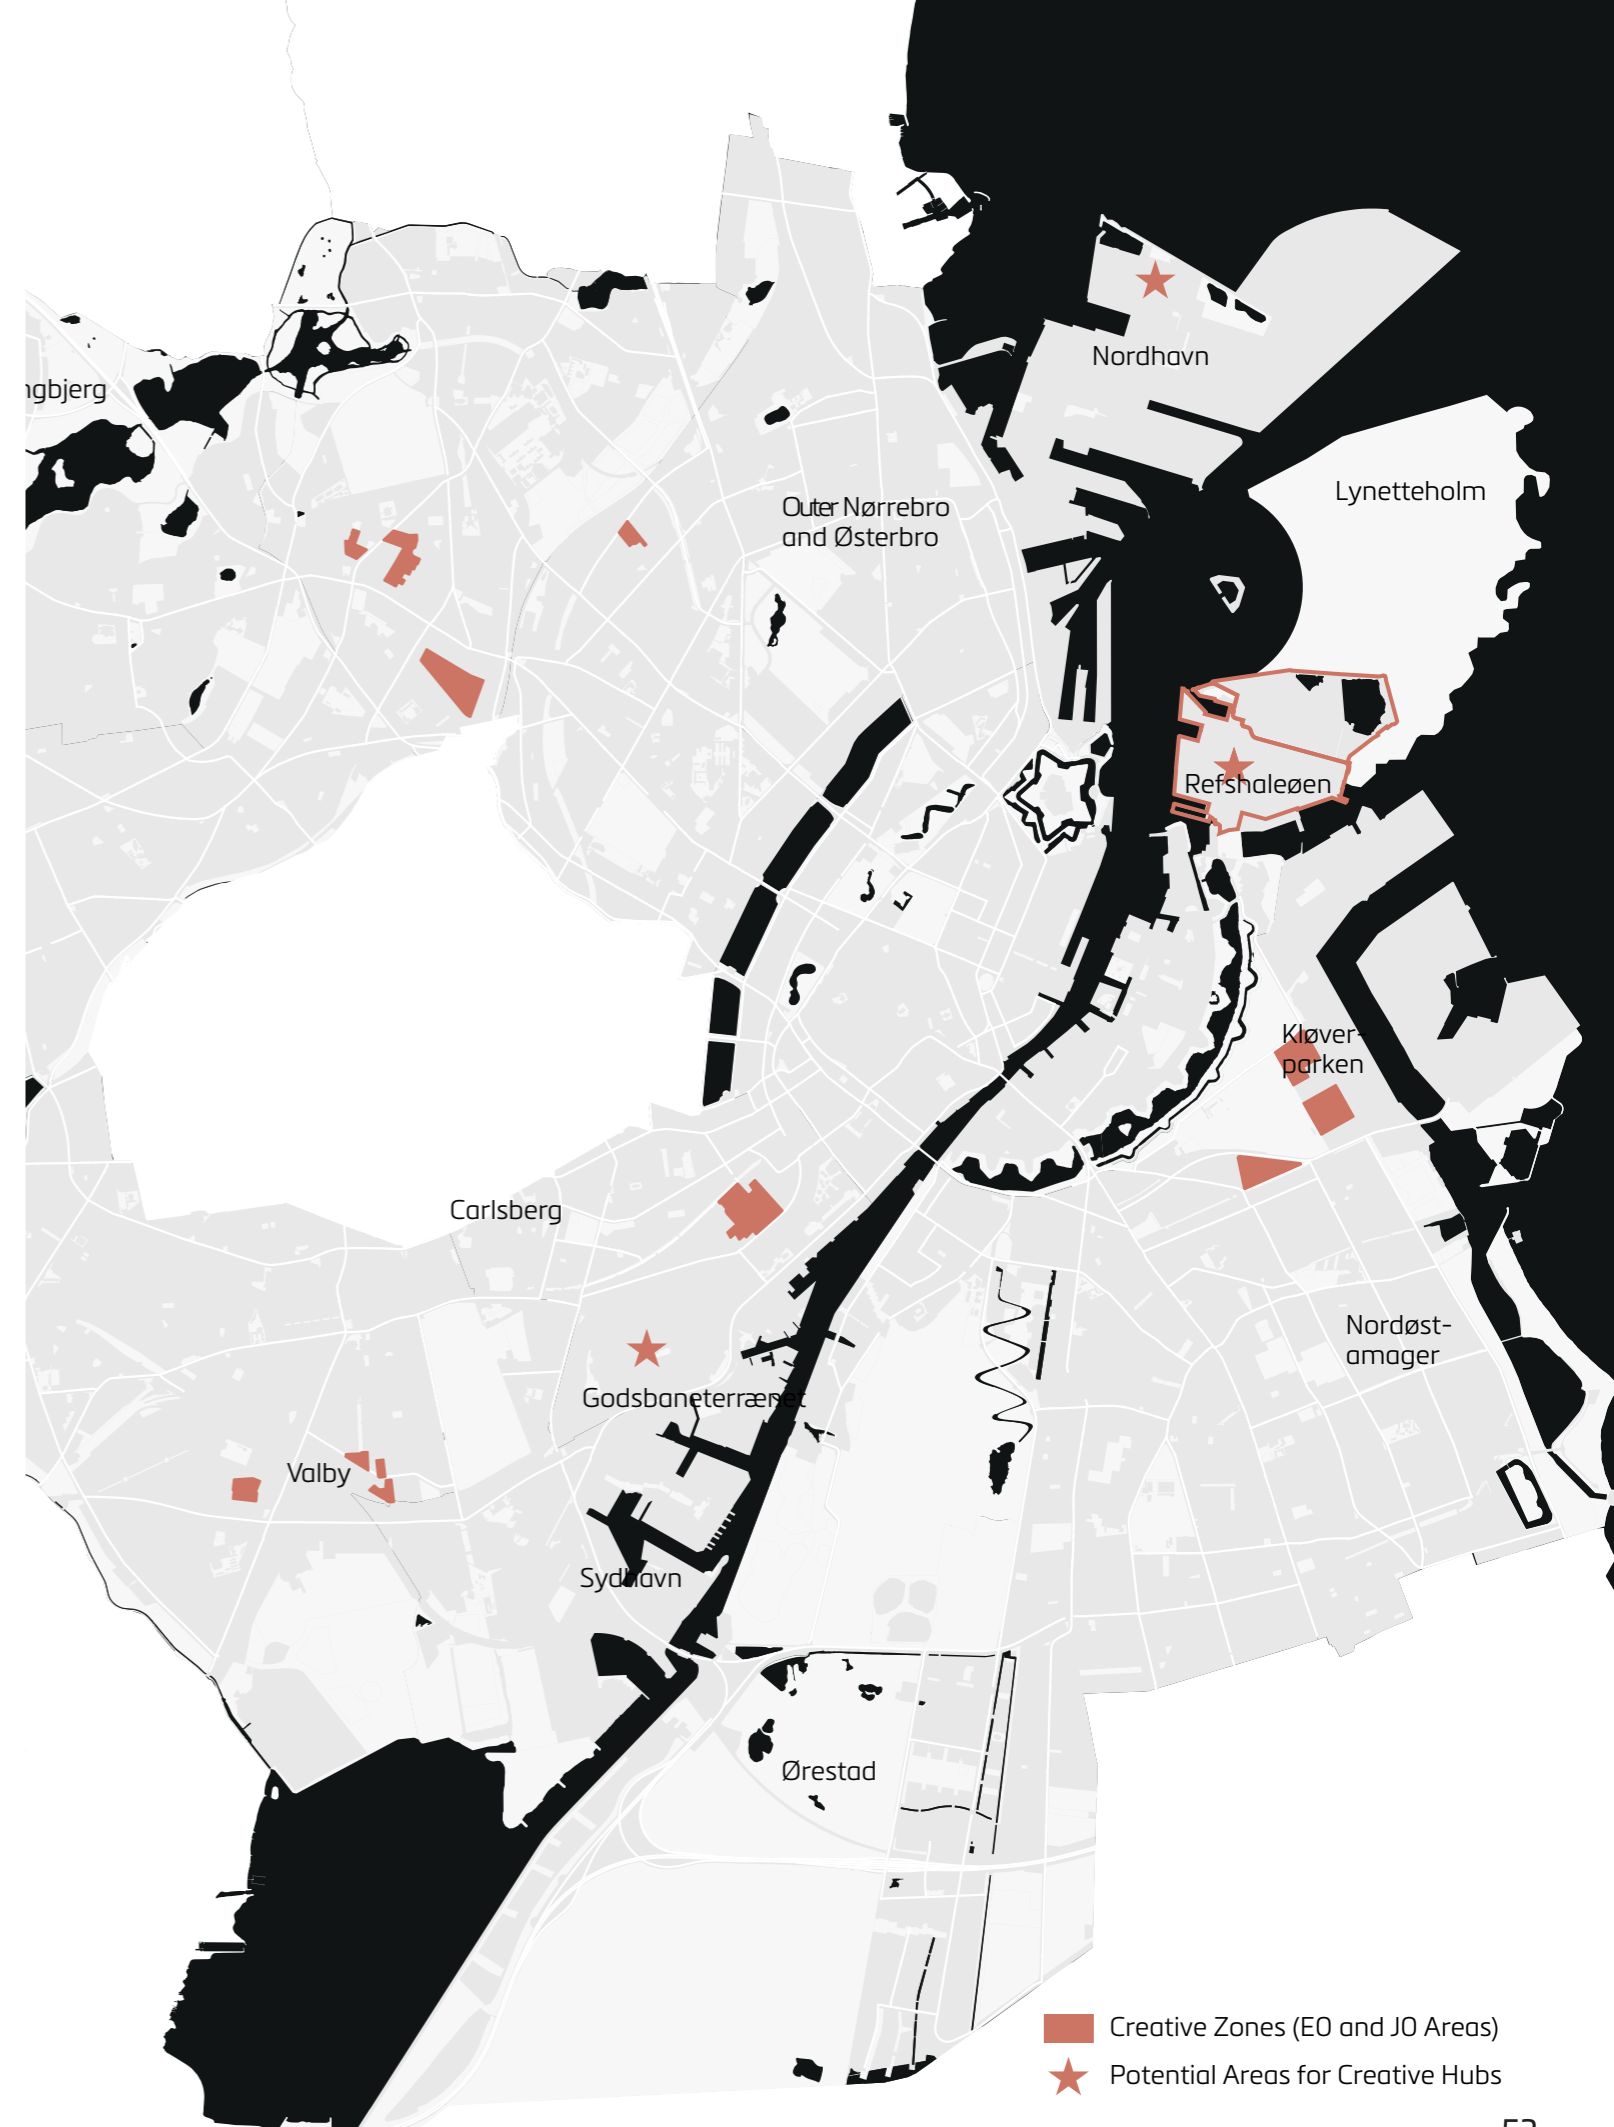 Nordhavn
ngbjerg
Lynetteholm
Outer Nørrebro
and Østerbro
Refshaleøen
Kløver-
parken
Carlsberg
Nordøst-
amager
Godsbaneterrænet
Valby
Sydhavn
Ørestad
Creative Zones (EO and JO Areas)
Potential Areas for Creative Hubs